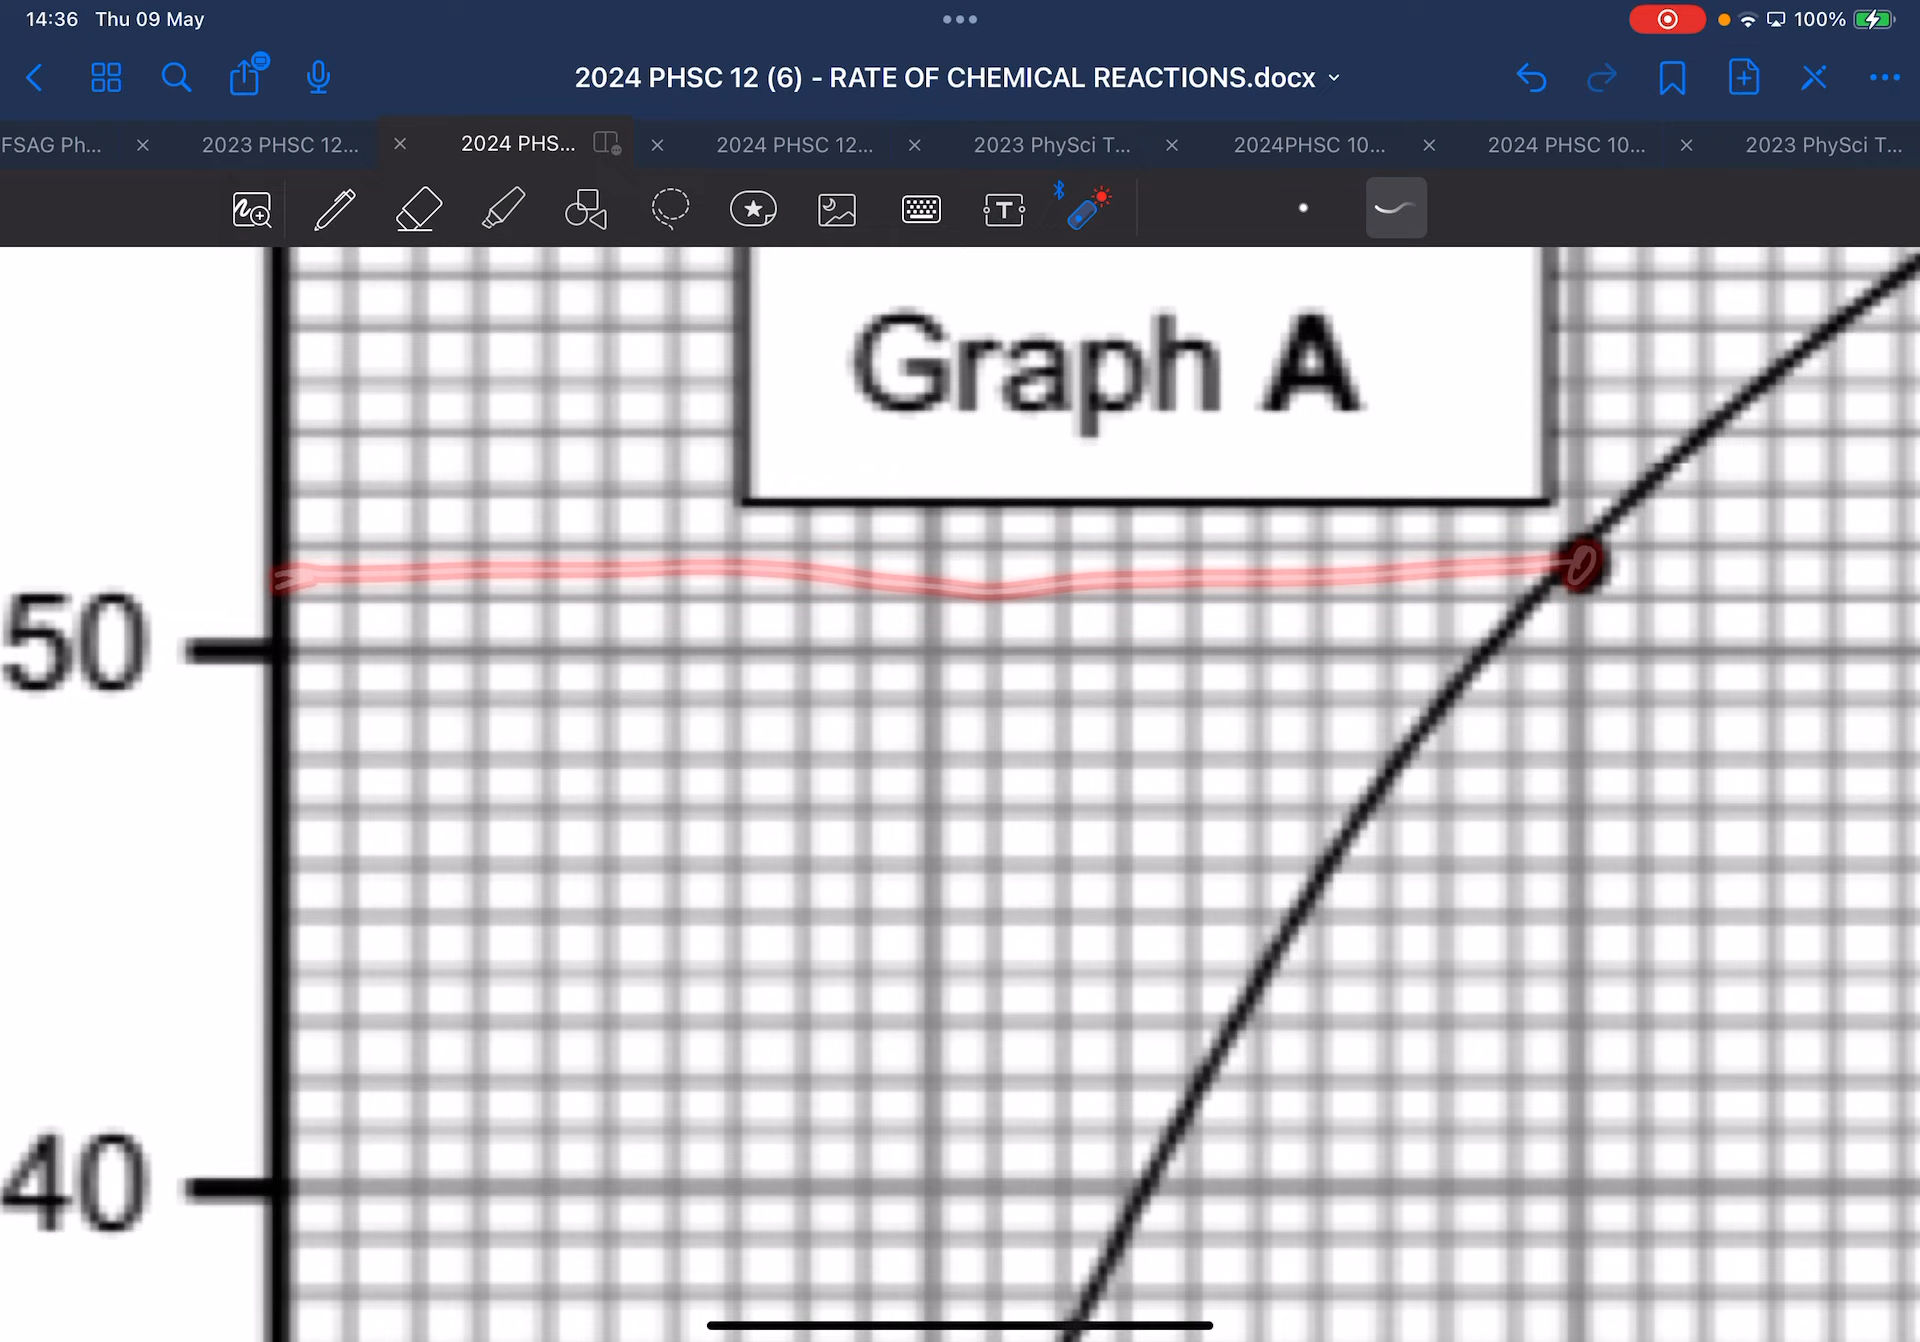 14:36 Thu 09 May
100%
2024 PHSC 12 (6) - RATE OF CHEMICAL REACTIONS.docx
FSAG Ph...
2023 PHSC 12...
2024 PHS...
2024 PHSC 12...
2023 PhySci T...
2024PHSC 10...
2024 PHSC 10...
2023 PhySci T...
T
Graph A
50
40